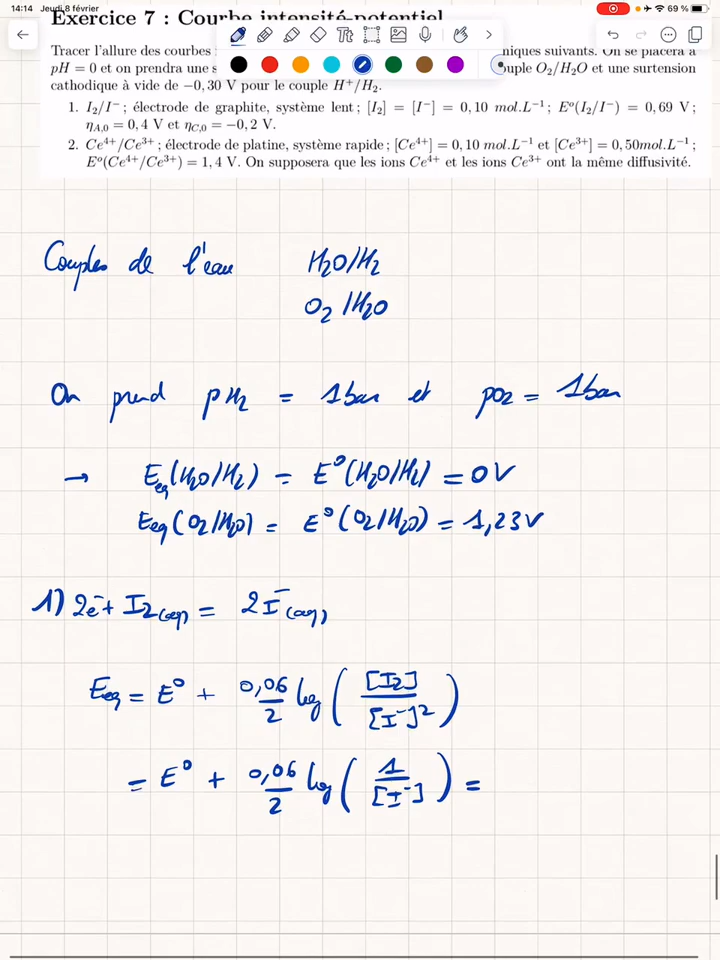 14:14 Jeudi 8 février
69 %
Exercice 7 : Courbe intensité-potentiel
Tracer l'allure des courbes niques suivants. On se placera à
pH = 0 et on prendra une s ouple O₂/H₂O et une surtension
cathodique à vide de −0,30 V pour le couple H⁺/H₂.
1. I₂/I⁻ ; électrode de graphite, système lent ; [I₂] = [I⁻] = 0,10 mol.L⁻¹ ; E°(I₂/I⁻) = 0,69 V ;
η_A,0 = 0,4 V et η_C,0 = −0,2 V.
2. Ce⁴⁺/Ce³⁺ ; électrode de platine, système rapide ; [Ce⁴⁺] = 0,10 mol.L⁻¹ et [Ce³⁺] = 0,50mol.L⁻¹ ;
E°(Ce⁴⁺/Ce³⁺) = 1,4 V. On supposera que les ions Ce⁴⁺ et les ions Ce³⁺ ont la même diffusivité.
Couples de l'eau H₂O/H₂
O₂/H₂O
On prend pH₂ = 1bar et pO₂ = 1bar
→ Eeq(H₂O/H₂) = E°(H₂O/H₂) = 0V
Eeq(O₂/H₂O) = E°(O₂/H₂O) = 1,23V
1) 2e⁻ + I₂(aq) = 2I⁻(aq)
Eeq = E° + 0,06/2 log([I₂]/[I⁻]²)
= E° + 0,06/2 log(1/[I⁻]) =